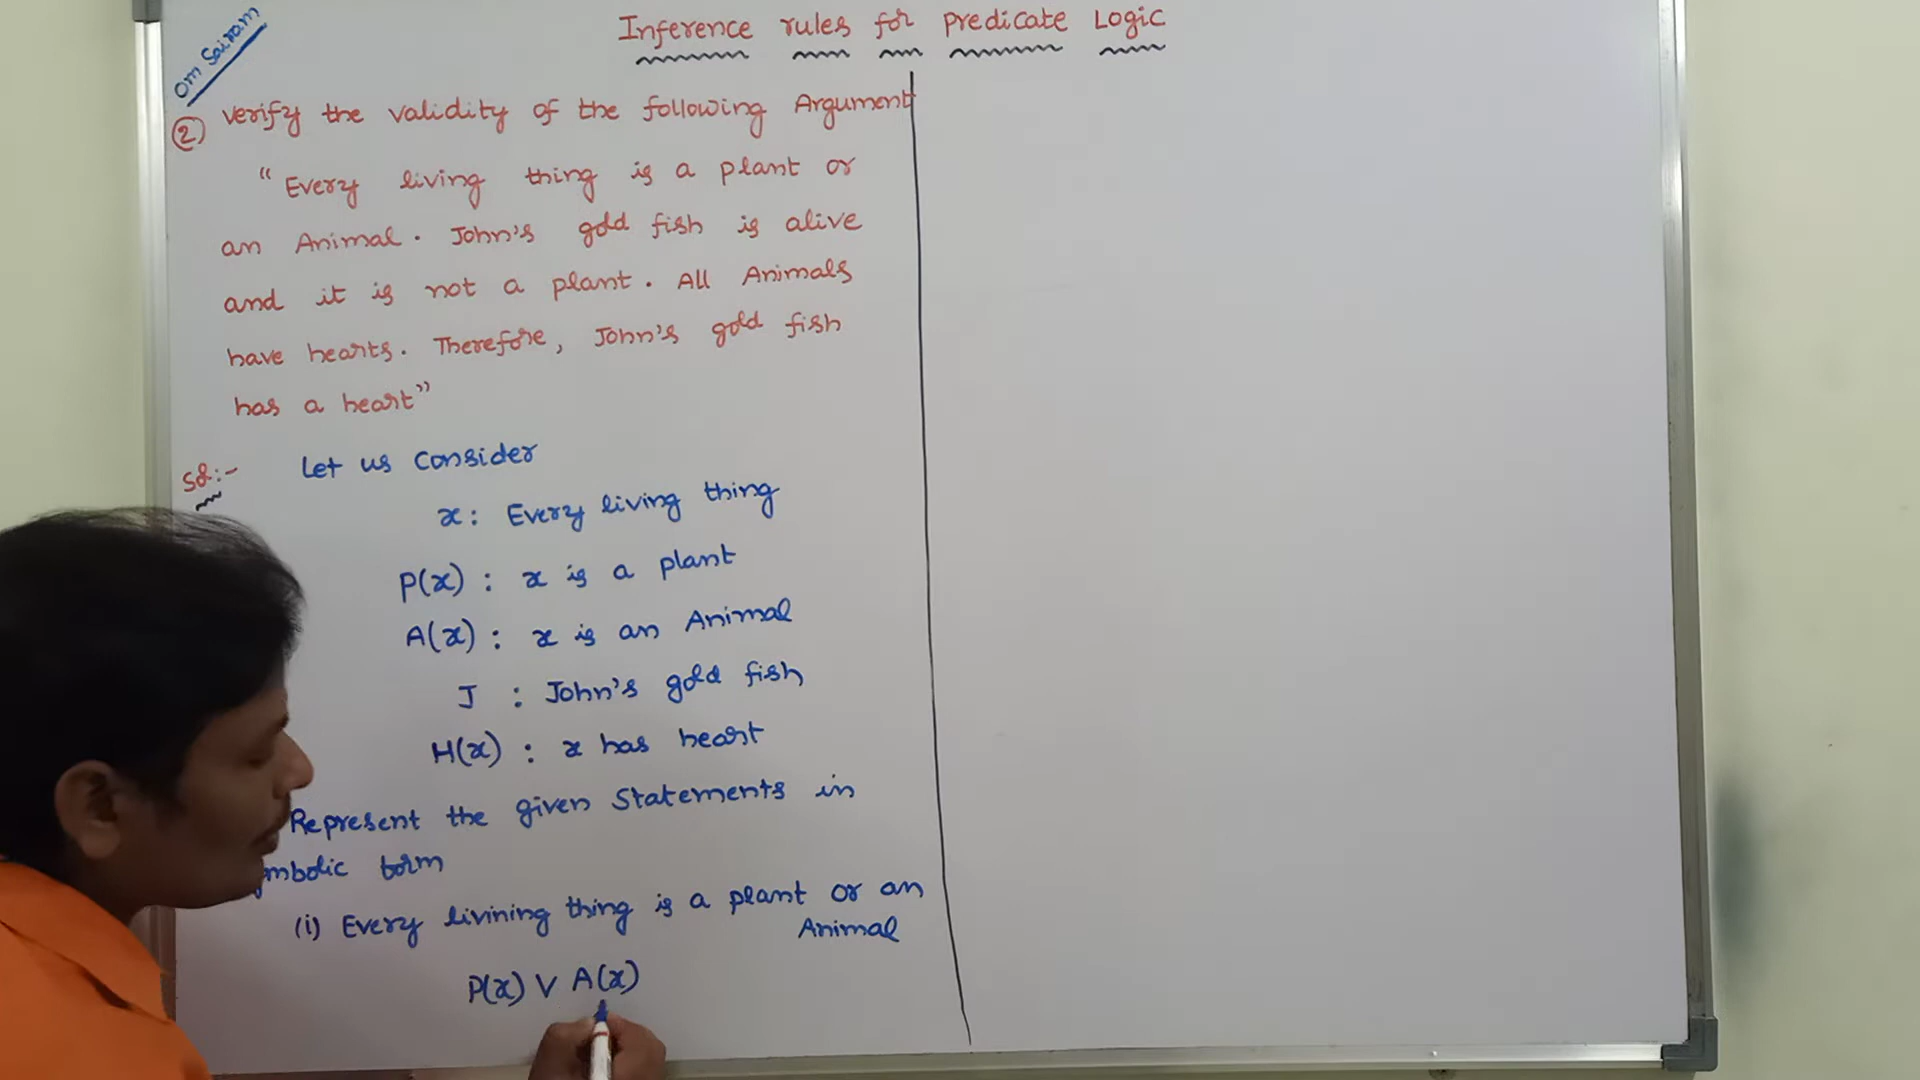 Om Sairam
Inference rules for predicate Logic
② Verify the validity of the following Argument
“Every living thing is a plant or
an Animal. John's gold fish is alive
and it is not a plant. All Animals
have hearts. Therefore, John's gold fish
has a heart”
Sol:- Let us consider
x: Every living thing
P(x) : x is a plant
A(x) : x is an Animal
J : John's gold fish
H(x) : x has heart
Represent the given statements in
mbolic form
(i) Every livining thing is a plant or an
Animal
P(x) ∨ A(x)